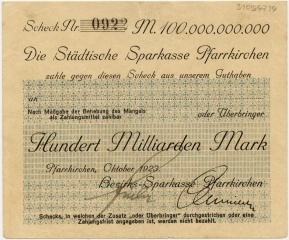 31055779
Scheck Nr. 0922 M. 100.000.000.000
Die Städtische Sparkasse Pfarrkirchen
zahle gegen diesen Scheck aus unserem Guthaben
an
oder Überbringer
Nach Maßgabe der Behebung des Mangels
als Zahlungsmittel zahlbar
Hundert Milliarden Mark
Pfarrkirchen, Oktober 1923.
Bezirks-Sparkasse Pfarrkirchen
Schecks, in welchen der Zusatz „oder Überbringer" durchgestrichen oder eine
Zahlungsfrist angegeben ist, werden nicht bezahlt.